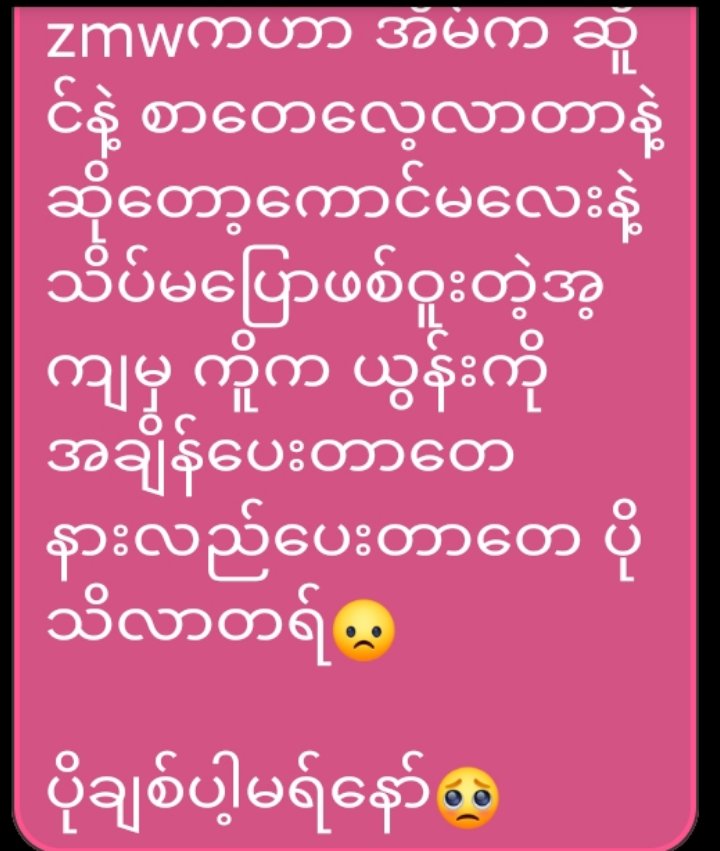 zmwကဟာ အိမ်က ဆူ
င်နဲ့ စာတေလေ့လာတာနဲ့
ဆိုတော့ကောင်မလေးနဲ့
သိပ်မပြောဖစ်ဝူးတဲ့အ့
ကျမှ ကိူက ယွန်းကို
အချိန်ပေးတာတေ
နားလည်ပေးတာတေ ပို
သိလာတရ်☹️

ပိုချစ်ပါ့မရ်နော်🥺